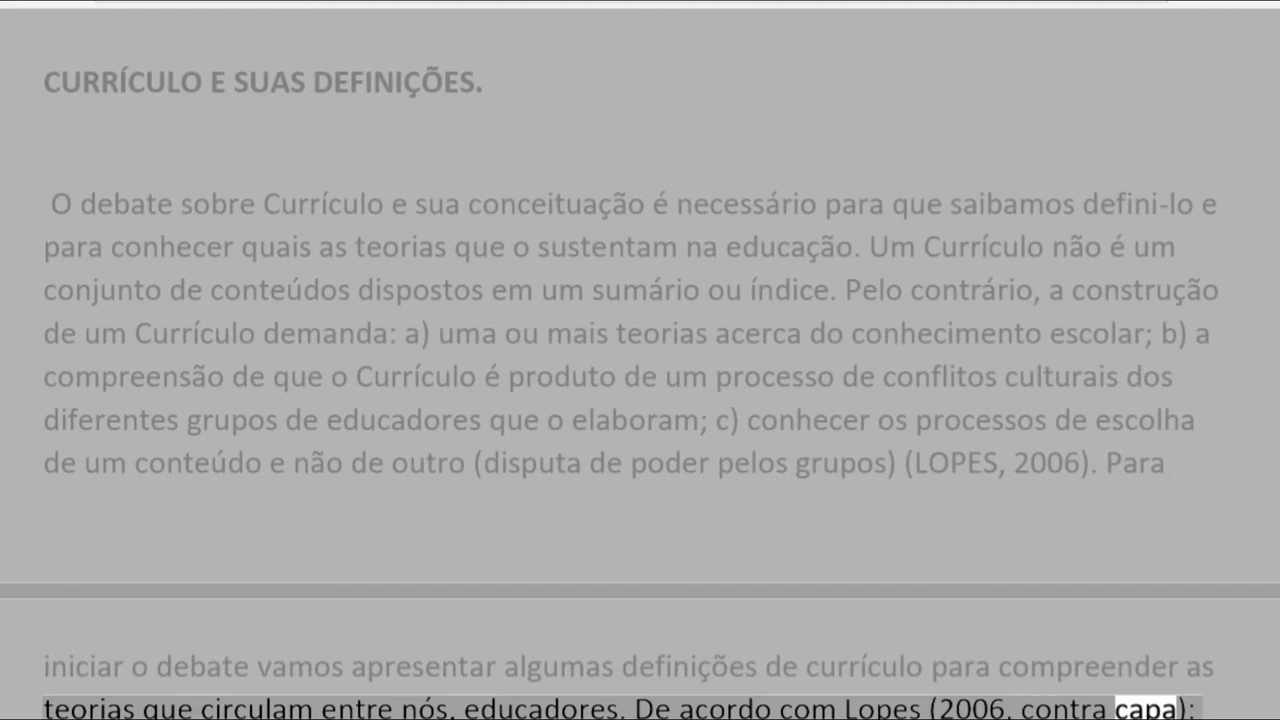 CURRÍCULO E SUAS DEFINIÇÕES.
O debate sobre Currículo e sua conceituação é necessário para que saibamos defini-lo e
para conhecer quais as teorias que o sustentam na educação. Um Currículo não é um
conjunto de conteúdos dispostos em um sumário ou índice. Pelo contrário, a construção
de um Currículo demanda: a) uma ou mais teorias acerca do conhecimento escolar; b) a
compreensão de que o Currículo é produto de um processo de conflitos culturais dos
diferentes grupos de educadores que o elaboram; c) conhecer os processos de escolha
de um conteúdo e não de outro (disputa de poder pelos grupos) (LOPES, 2006). Para
iniciar o debate vamos apresentar algumas definições de currículo para compreender as
teorias que circulam entre nós, educadores. De acordo com Lopes (2006, contra capa):